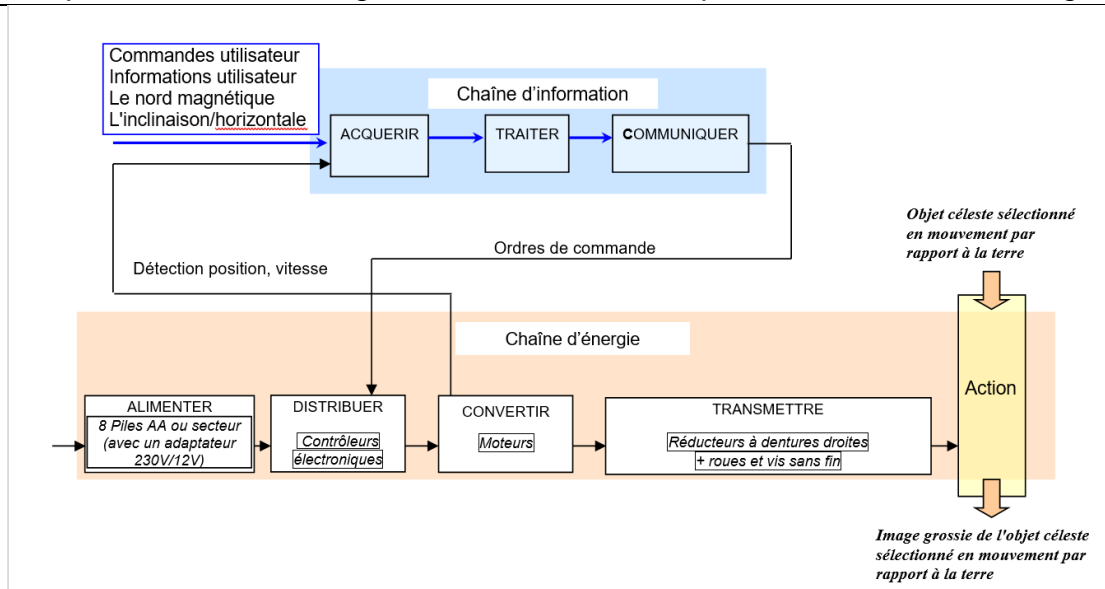 Commandes utilisateur
Informations utilisateur
Le nord magnétique
L'inclinaison/horizontale
Chaîne d'information
ACQUERIR
TRAITER
COMMUNIQUER
Objet céleste sélectionné
en mouvement par
rapport à la terre
Ordres de commande
Détection position, vitesse
Chaîne d'énergie
Action
ALIMENTER
8 Piles AA ou secteur
(avec un adaptateur
230V/12V)
DISTRIBUER
Contrôleurs
électroniques
CONVERTIR
Moteurs
TRANSMETTRE
Réducteurs à dentures droites
+ roues et vis sans fin
Image grossie de l'objet céleste
sélectionné en mouvement par
rapport à la terre